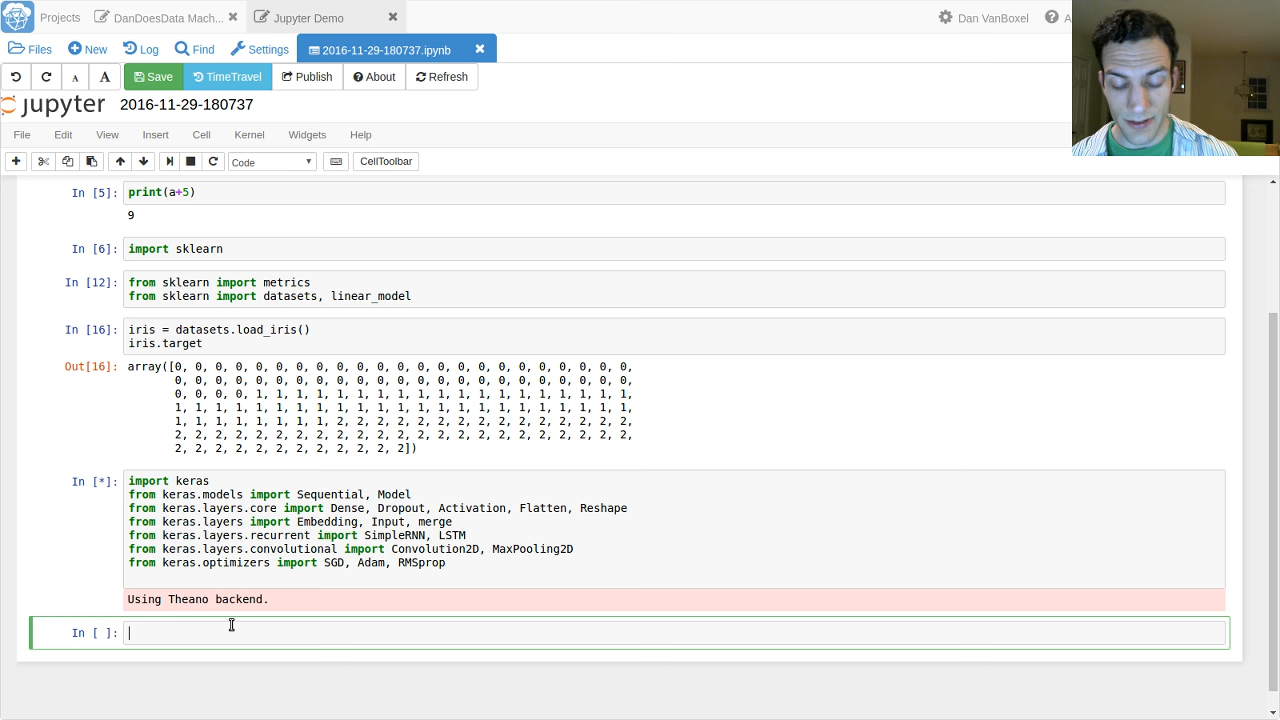 Projects
DanDoesData Mach...
Jupyter Demo
Dan VanBoxel
A
Files
New
Log
Find
Settings
2016-11-29-180737.ipynb
A
A
Save
TimeTravel
Publish
About
Refresh
jupyter
2016-11-29-180737
File
Edit
View
Insert
Cell
Kernel
Widgets
Help
Code
CellToolbar
In [5]: print(a+5)
9
In [6]: import sklearn
In [12]: from sklearn import metrics
from sklearn import datasets, linear_model
In [16]: iris = datasets.load_iris()
iris.target
Out[16]: array([0, 0, 0, 0, 0, 0, 0, 0, 0, 0, 0, 0, 0, 0, 0, 0, 0, 0, 0, 0, 0, 0, 0,
0, 0, 0, 0, 0, 0, 0, 0, 0, 0, 0, 0, 0, 0, 0, 0, 0, 0, 0, 0, 0, 0, 0,
0, 0, 0, 0, 1, 1, 1, 1, 1, 1, 1, 1, 1, 1, 1, 1, 1, 1, 1, 1, 1, 1, 1,
1, 1, 1, 1, 1, 1, 1, 1, 1, 1, 1, 1, 1, 1, 1, 1, 1, 1, 1, 1, 1, 1, 1,
1, 1, 1, 1, 1, 1, 1, 1, 2, 2, 2, 2, 2, 2, 2, 2, 2, 2, 2, 2, 2, 2, 2,
2, 2, 2, 2, 2, 2, 2, 2, 2, 2, 2, 2, 2, 2, 2, 2, 2, 2, 2, 2, 2, 2, 2,
2, 2, 2, 2, 2, 2, 2, 2, 2, 2, 2, 2])
In [*]: import keras
from keras.models import Sequential, Model
from keras.layers.core import Dense, Dropout, Activation, Flatten, Reshape
from keras.layers import Embedding, Input, merge
from keras.layers.recurrent import SimpleRNN, LSTM
from keras.layers.convolutional import Convolution2D, MaxPooling2D
from keras.optimizers import SGD, Adam, RMSprop
Using Theano backend.
In [ ]: